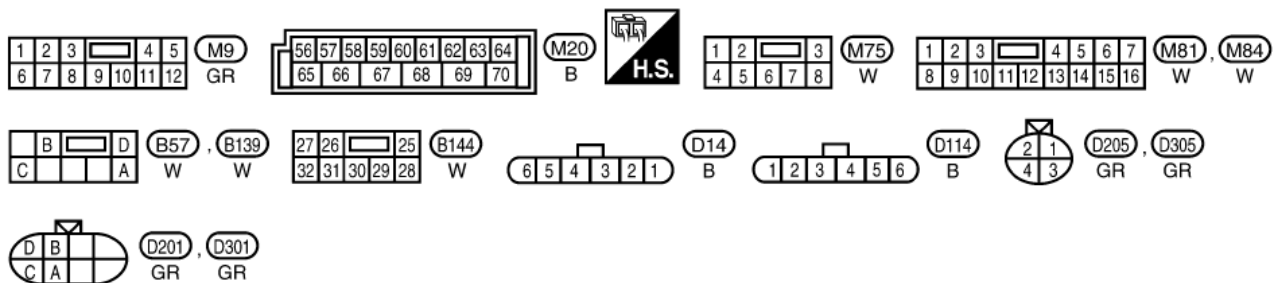 1 2 3 4 5 M9
6 7 8 9 10 11 12 GR
56 57 58 59 60 61 62 63 64 M20
65 66 67 68 69 70 B
H.S.
1 2 3 M75
4 5 6 7 8 W
1 2 3 4 5 6 7 M81 , M84
8 9 10 11 12 13 14 15 16 W W
B D B57 , B139
C A W W
27 26 25 B144
32 31 30 29 28 W
6 5 4 3 2 1 D14
B
1 2 3 4 5 6 D114
B
2 1 D205 , D305
4 3 GR GR
D B D201 , D301
C A GR GR